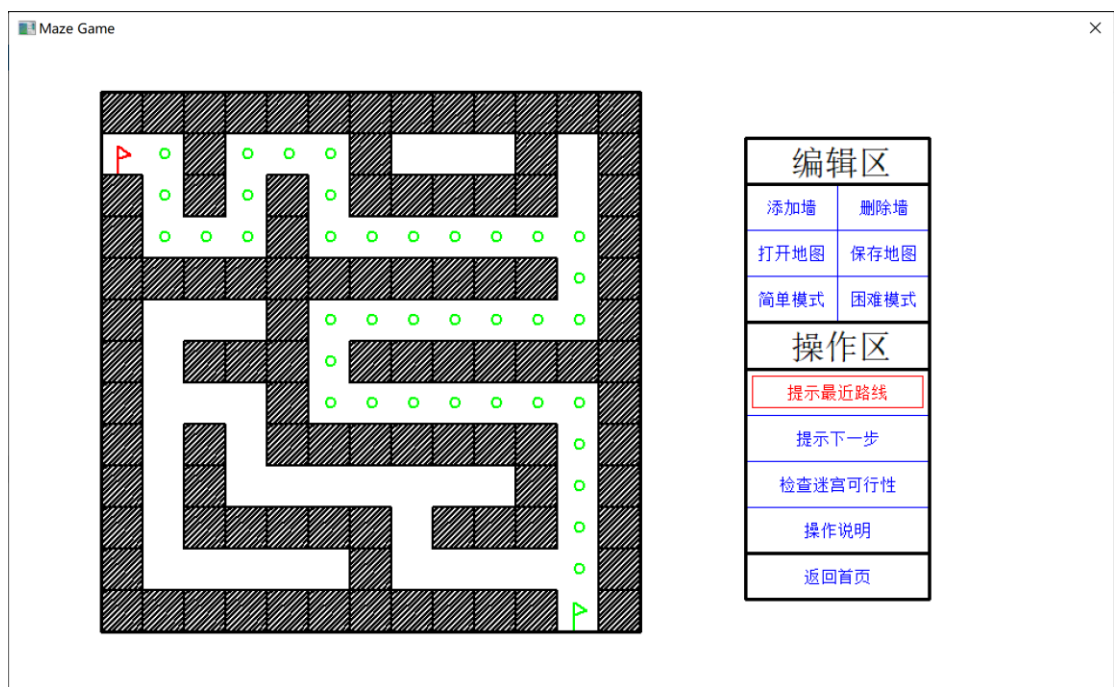 Maze Game
编辑区
添加墙 删除墙
打开地图 保存地图
简单模式 困难模式
操作区
提示最近路线
提示下一步
检查迷宫可行性
操作说明
返回首页